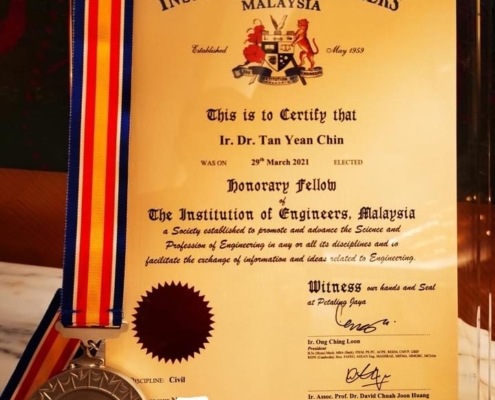 MALAYSIA
Established May 1959
This is to Certify that
Ir. Dr. Tan Yean Chin
WAS ON 29th March 2021 ELECTED
Honorary Fellow
of
The Institution of Engineers, Malaysia
a Society established to promote and advance the Science and
Profession of Engineering in any or all its disciplines and so
facilitate the exchange of information and ideas related to Engineering.
Witness our hands and Seal
at Petaling Jaya
Ir. Ong Ching Loon
President
DISCIPLINE: Civil
Ir. Assoc. Prof. Dr. David Chuah Joon Huang